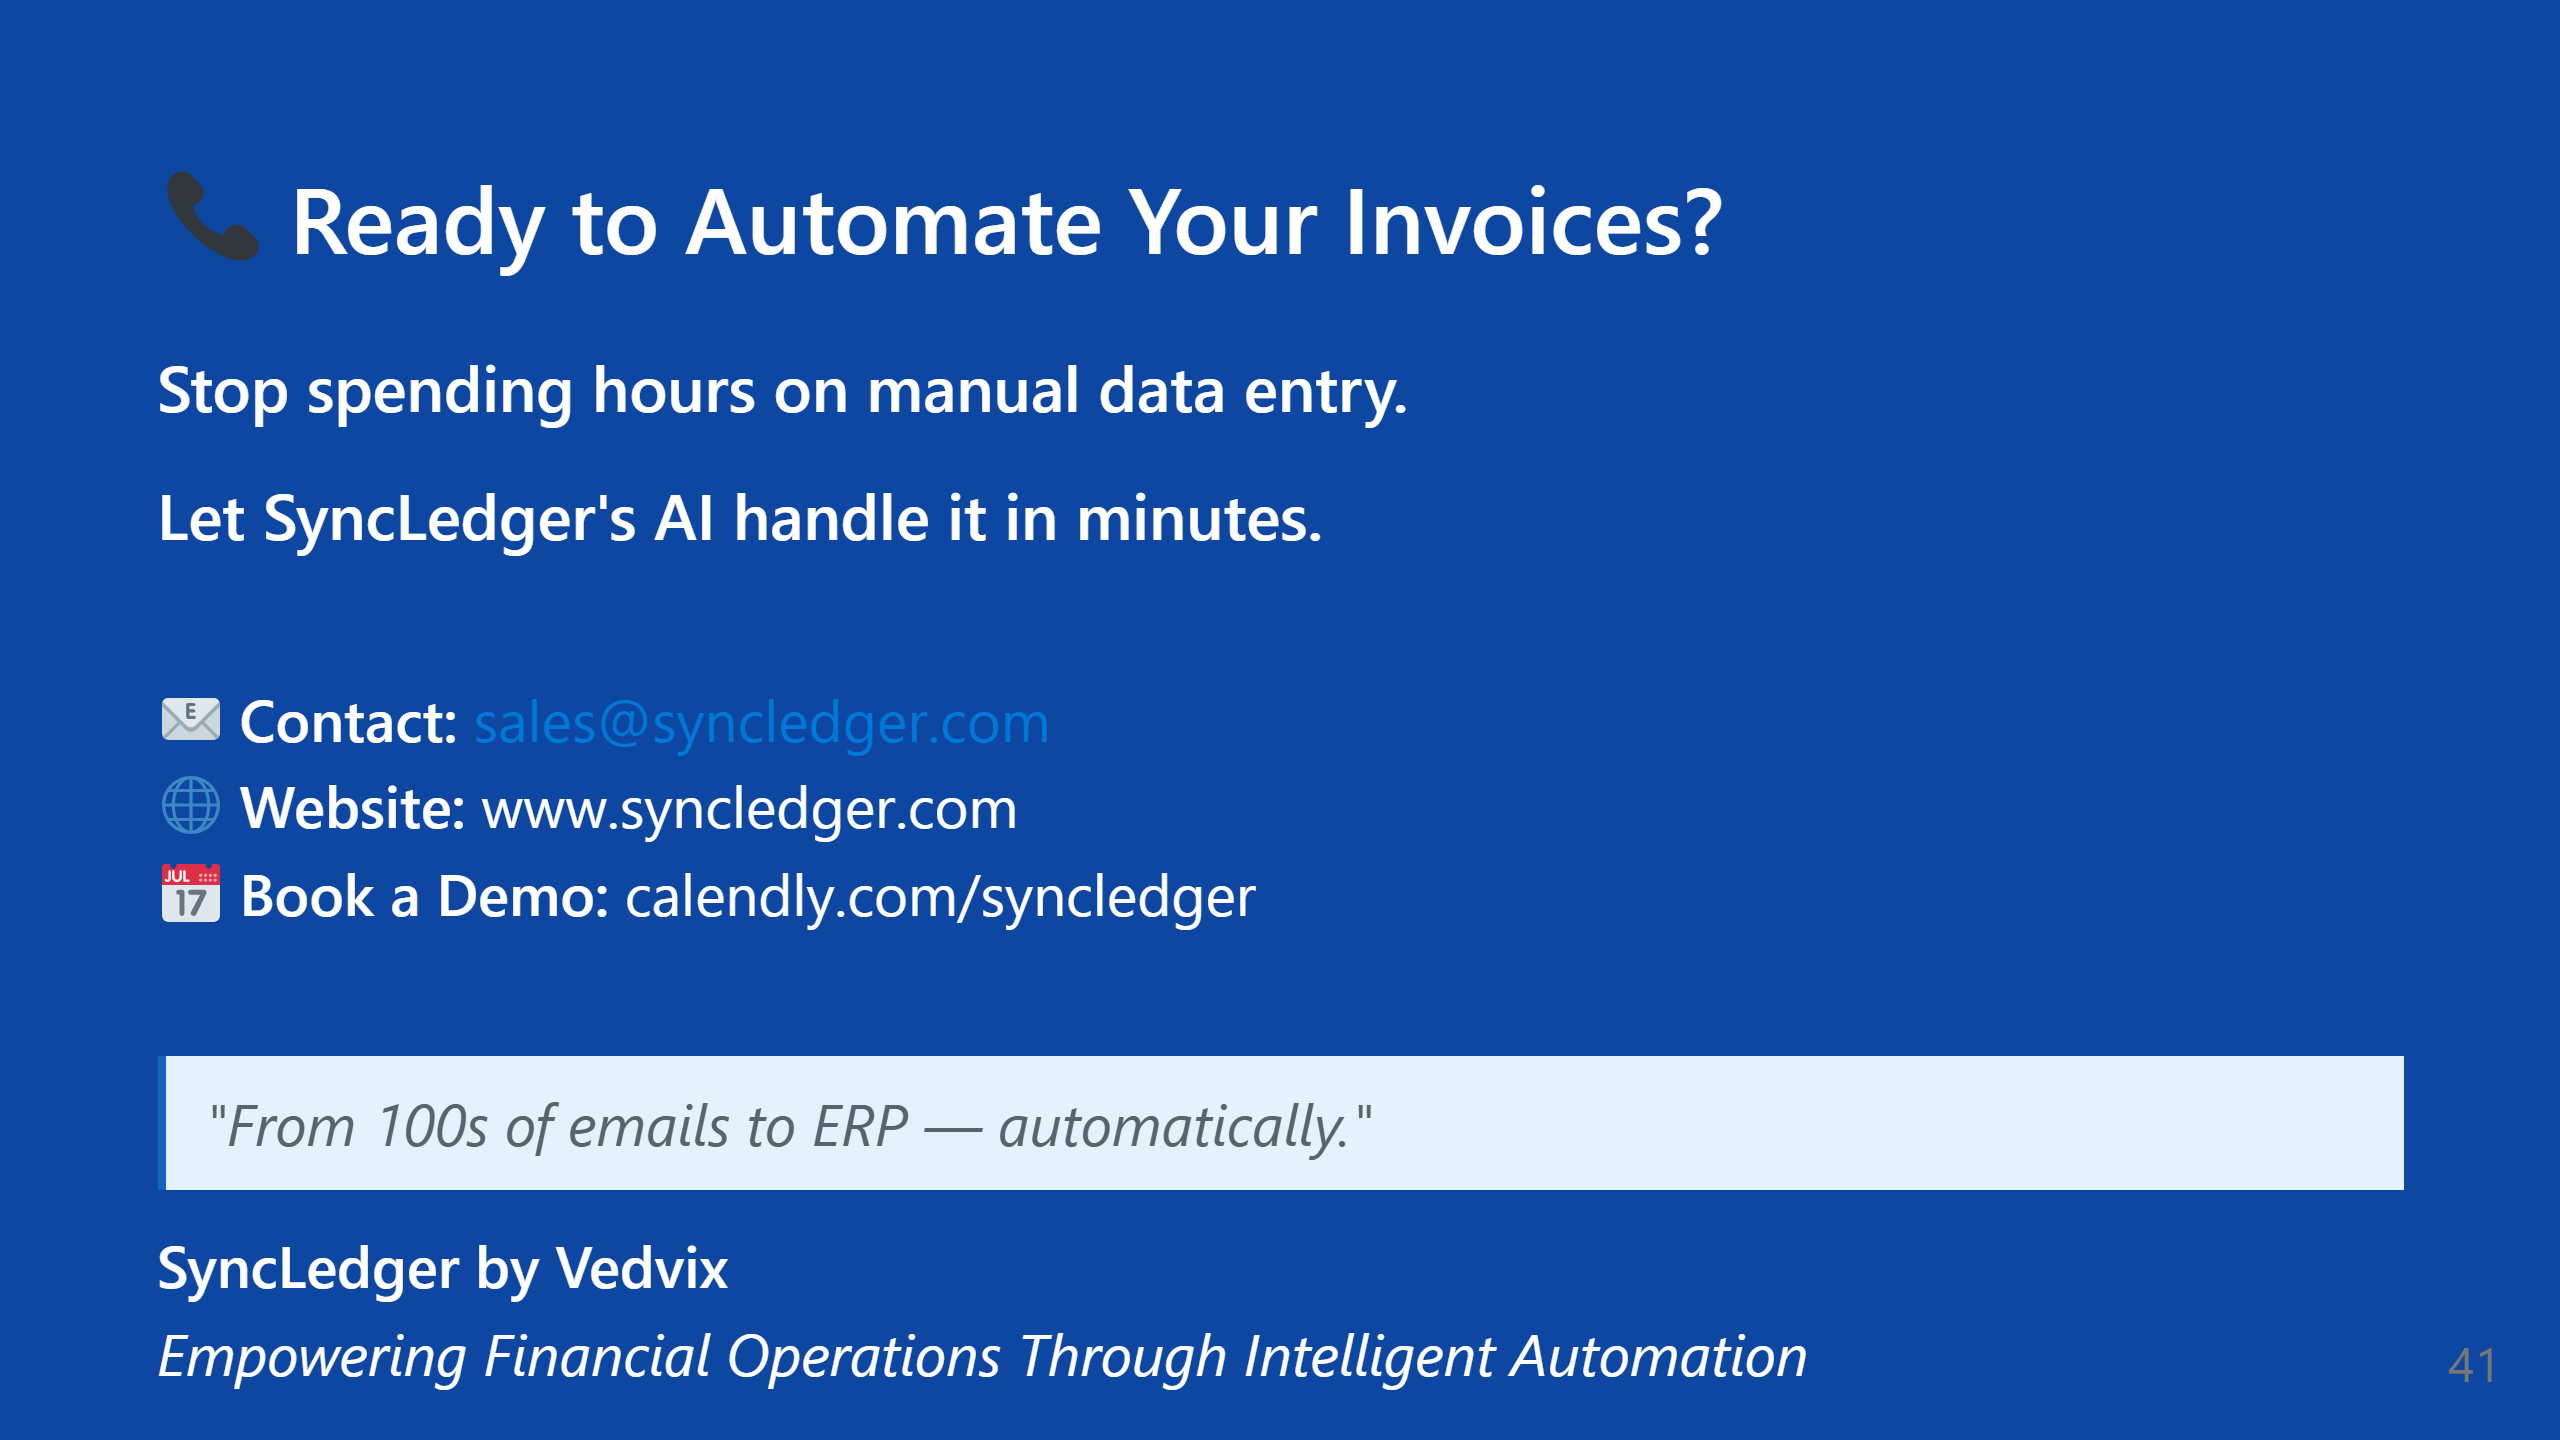 Ready to Automate Your Invoices?
Stop spending hours on manual data entry.
Let SyncLedger's AI handle it in minutes.
E
Contact: sales@syncledger.com
Website: www.syncledger.com
JUL
17
Book a Demo: calendly.com/syncledger
"From 100s of emails to ERP — automatically."
SyncLedger by Vedvix
Empowering Financial Operations Through Intelligent Automation
41